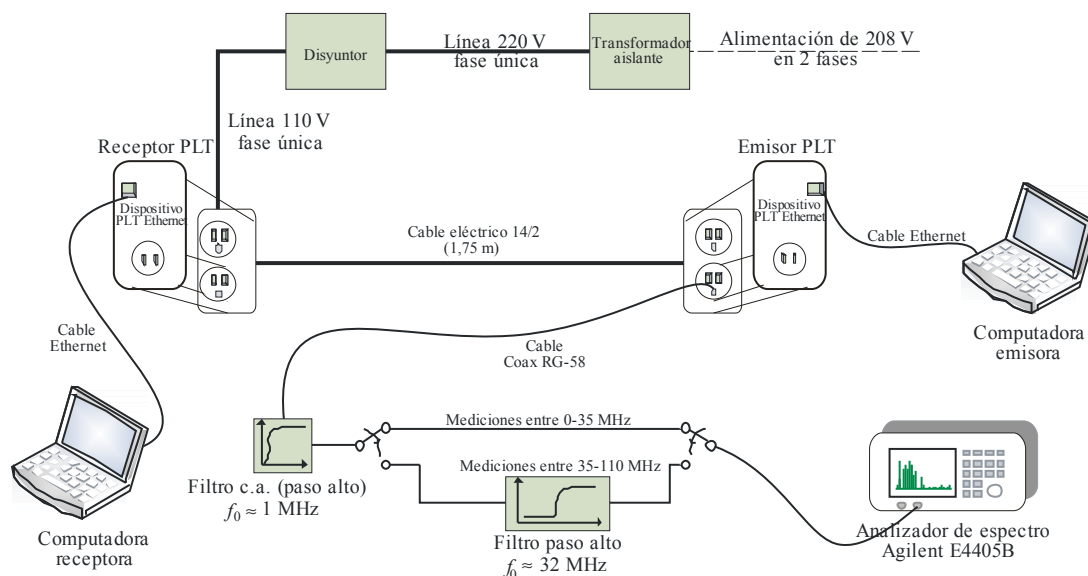 Disyuntor
Línea 220 V
fase única
Transformador
aislante
Alimentación de 208 V
en 2 fases
Línea 110 V
fase única
Receptor PLT
Emisor PLT
Dispositivo
PLT Ethernet
Dispositivo
PLT Ethernet
Cable eléctrico 14/2
(1,75 m)
Cable Ethernet
Cable
Ethernet
Cable
Coax RG-58
Computadora
emisora
Mediciones entre 0-35 MHz
Mediciones entre 35-110 MHz
Filtro c.a. (paso alto)
f0 ≈ 1 MHz
Filtro paso alto
f0 ≈ 32 MHz
Analizador de espectro
Agilent E4405B
Computadora
receptora